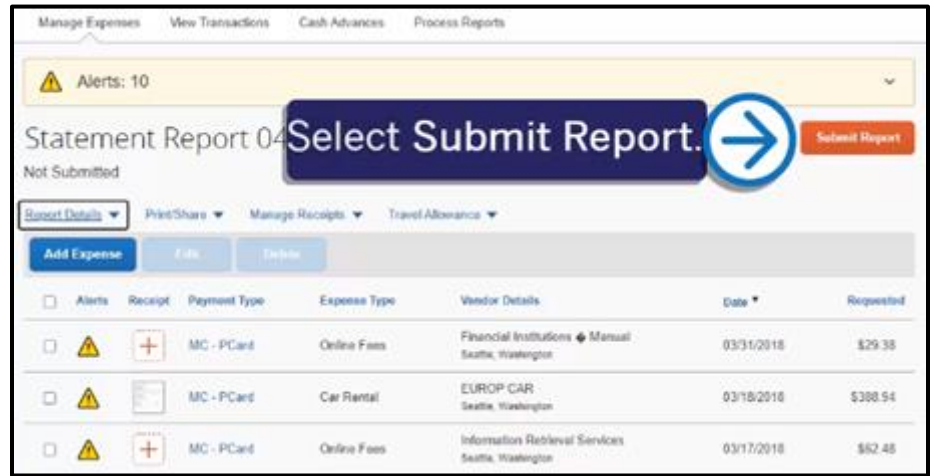 Manage Expenses View Transactions Cash Advances Process Reports
Alerts: 10
Statement Report 04
Select Submit Report.
Submit Report
Not Submitted
Report Details Print/Share Manage Receipts Travel Allowance
Add Expense Edit Delete
Alerts Receipt Payment Type Expense Type Vendor Details Date Requested
MC - PCard Online Fees Financial Institutions � Manual 03/31/2018 $29.38
Seattle, Washington
MC - PCard Car Rental EUROP CAR 03/18/2018 $388.94
Seattle, Washington
MC - PCard Online Fees Information Retrieval Services 03/17/2018 $62.48
Seattle, Washington